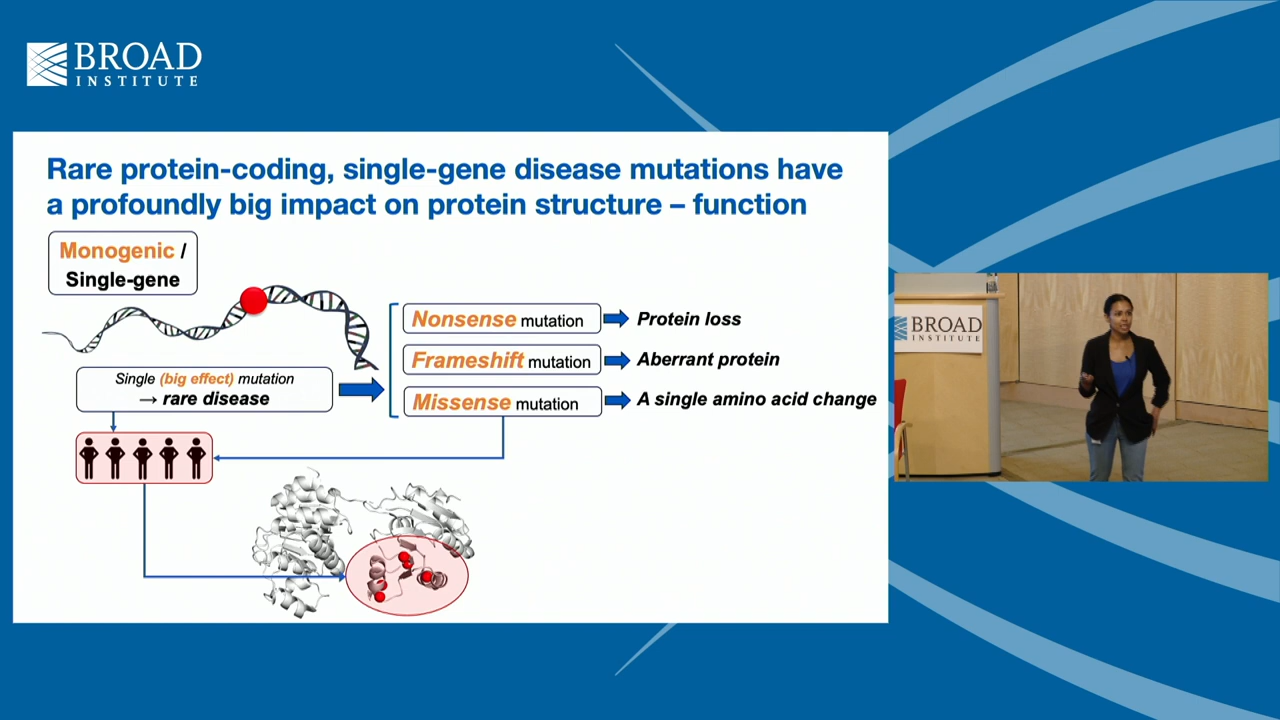 BROAD
INSTITUTE
Rare protein-coding, single-gene disease mutations have
a profoundly big impact on protein structure – function
Monogenic /
Single-gene
Nonsense mutation
Protein loss
Frameshift mutation
Aberrant protein
Missense mutation
A single amino acid change
Single (big effect) mutation
→ rare disease
BROAD
INSTITUTE